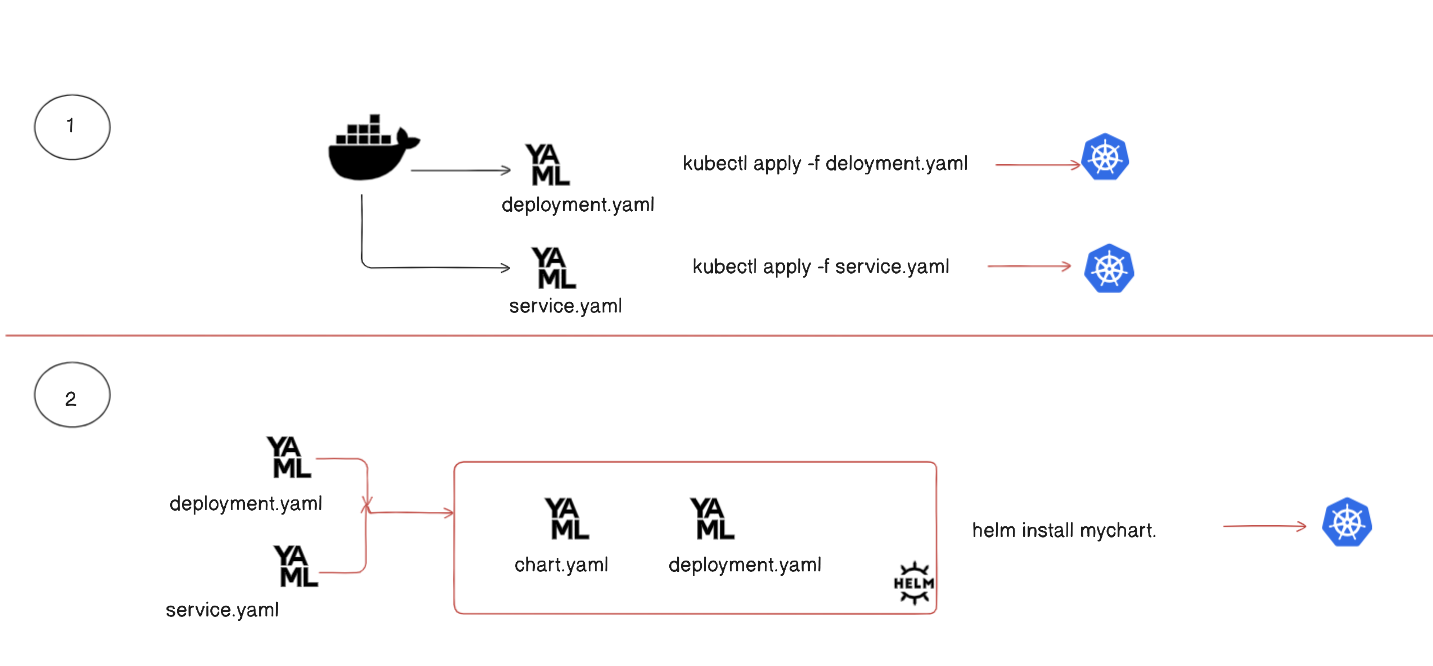 1
YA
ML
deployment.yaml
kubectl apply -f deloyment.yaml
YA
ML
service.yaml
kubectl apply -f service.yaml
2
YA
ML
deployment.yaml
YA
ML
service.yaml
YA
ML
chart.yaml
YA
ML
deployment.yaml
HELM
helm install mychart.